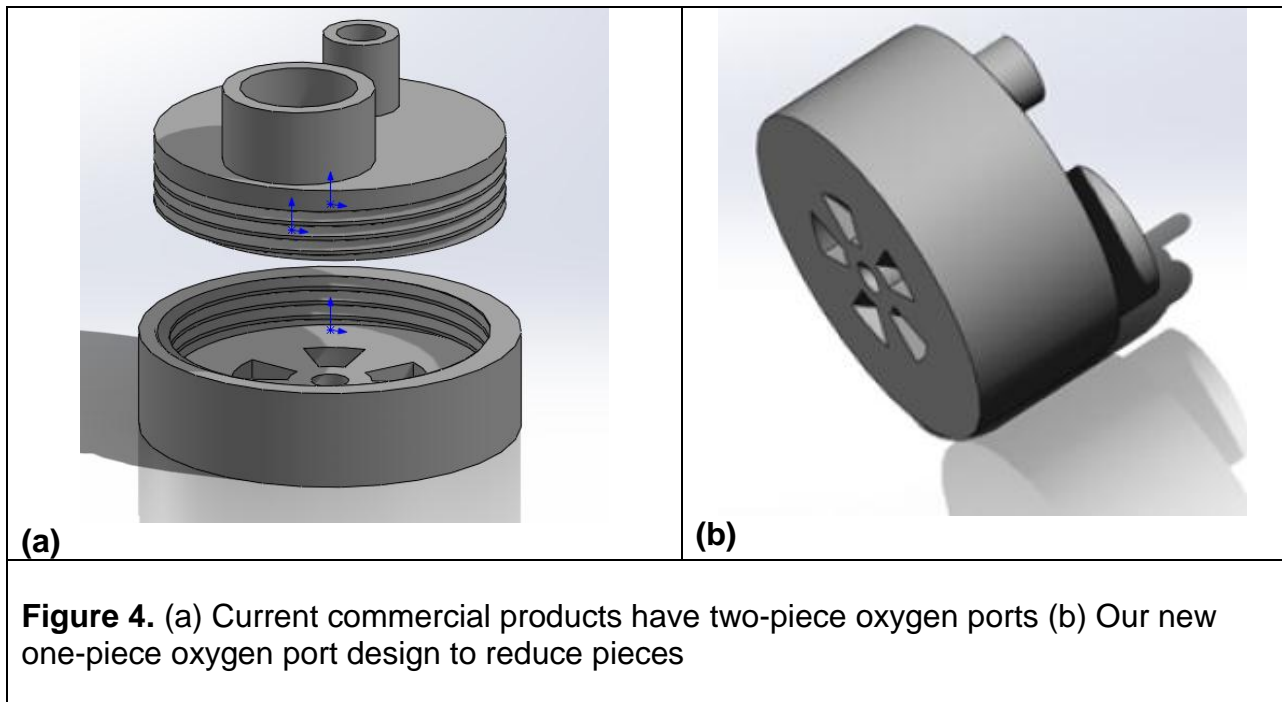 (a)
(b)
Figure 4. (a) Current commercial products have two-piece oxygen ports (b) Our new
one-piece oxygen port design to reduce pieces